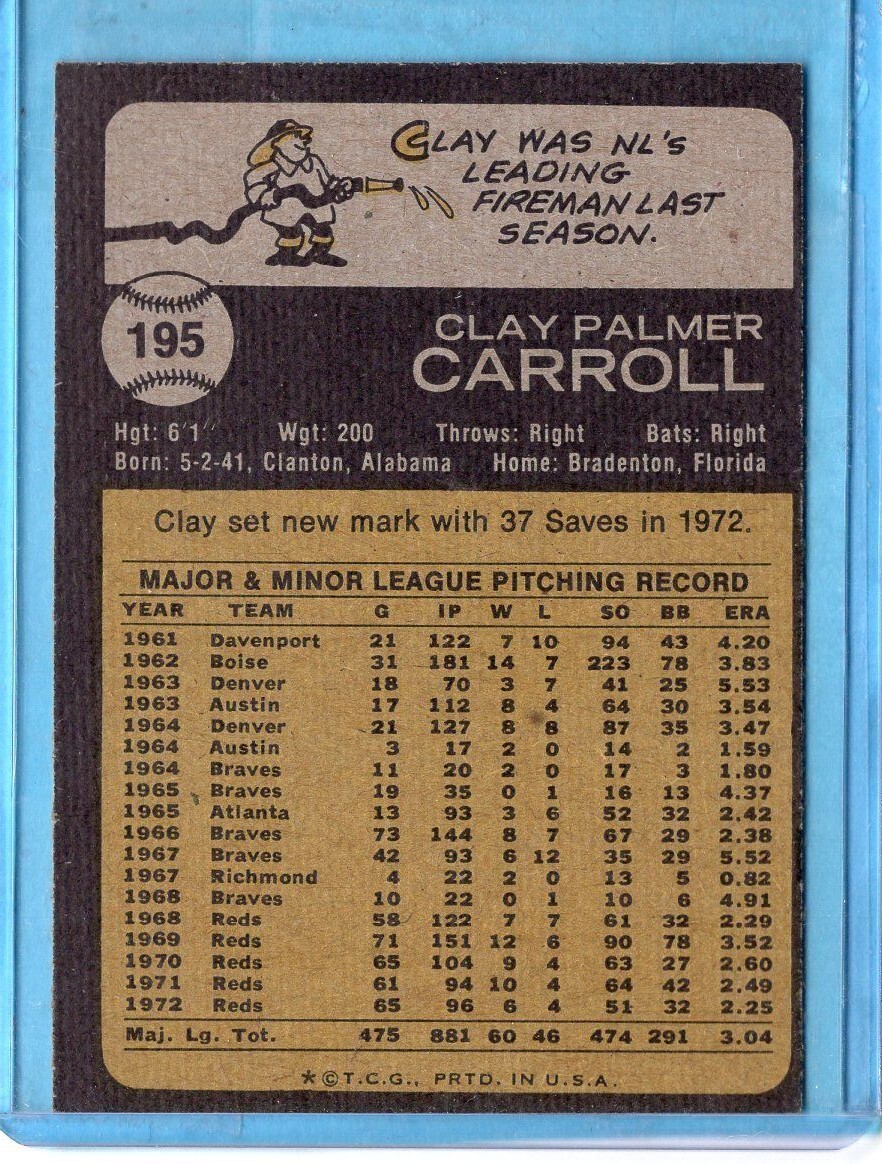 CLAY WAS NL'S
LEADING
FIREMAN LAST
SEASON.
195
CLAY PALMER
CARROLL
Hgt: 6'1" Wgt: 200 Throws: Right Bats: Right
Born: 5-2-41, Clanton, Alabama Home: Bradenton, Florida
Clay set new mark with 37 Saves in 1972.
MAJOR & MINOR LEAGUE PITCHING RECORD
YEAR TEAM G IP W L SO BB ERA
1961 Davenport 21 122 7 10 94 43 4.20
1962 Boise 31 181 14 7 223 78 3.83
1963 Denver 18 70 3 7 41 25 5.53
1963 Austin 17 112 8 4 64 30 3.54
1964 Denver 21 127 8 8 87 35 3.47
1964 Austin 3 17 2 0 14 2 1.59
1964 Braves 11 20 2 0 17 3 1.80
1965 Braves 19 35 0 1 16 13 4.37
1965 Atlanta 13 93 3 6 52 32 2.42
1966 Braves 73 144 8 7 67 29 2.38
1967 Braves 42 93 6 12 35 29 5.52
1967 Richmond 4 22 2 0 13 5 0.82
1968 Braves 10 22 0 1 10 6 4.91
1968 Reds 58 122 7 7 61 32 2.29
1969 Reds 71 151 12 6 90 78 3.52
1970 Reds 65 104 9 4 63 27 2.60
1971 Reds 61 94 10 4 64 42 2.49
1972 Reds 65 96 6 4 51 32 2.25
Maj. Lg. Tot. 475 881 60 46 474 291 3.04
*©T.C.G., PRTD. IN U.S.A.